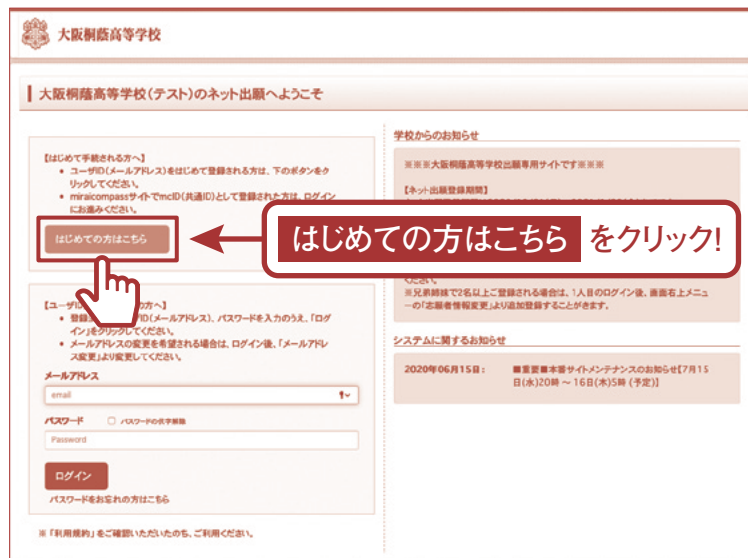 大阪桐蔭高等学校
大阪桐蔭高等学校(テスト)のネット出願へようこそ
【はじめて手続される方へ】
• ユーザID(メールアドレス)をはじめて登録される方は、下のボタンをク
リックしてください。
• miraicompassサイトでmcID(共通ID)として登録された方は、ログイン
にお進みください。
はじめての方はこちら
【ユーザID
の方へ】
• 登録
ID(メールアドレス)、パスワードを入力のうえ、「ログ
イン」をクリックしてください。
• メールアドレスの変更を希望される場合は、ログイン後、「メールアドレ
ス変更」より変更してください。
メールアドレス
email
パスワード □ パスワードの伏字解除
Password
ログイン
パスワードをお忘れの方はこちら
※「利用規約」をご確認いただいたのち、ご利用ください。
学校からのお知らせ
※※※大阪桐蔭高等学校出願専用サイトです※※※
【ネット出願登録期間】
はじめての方はこちら をクリック!
ください。
※兄弟姉妹で2名以上ご登録される場合は、1人目のログイン後、画面右上メニュ
ーの「志願者情報変更」より追加登録することができます。
システムに関するお知らせ
2020年06月15日: ■重要■本番サイトメンテナンスのお知らせ【7月15
日(水)20時 ~ 16日(木)5時 (予定)】